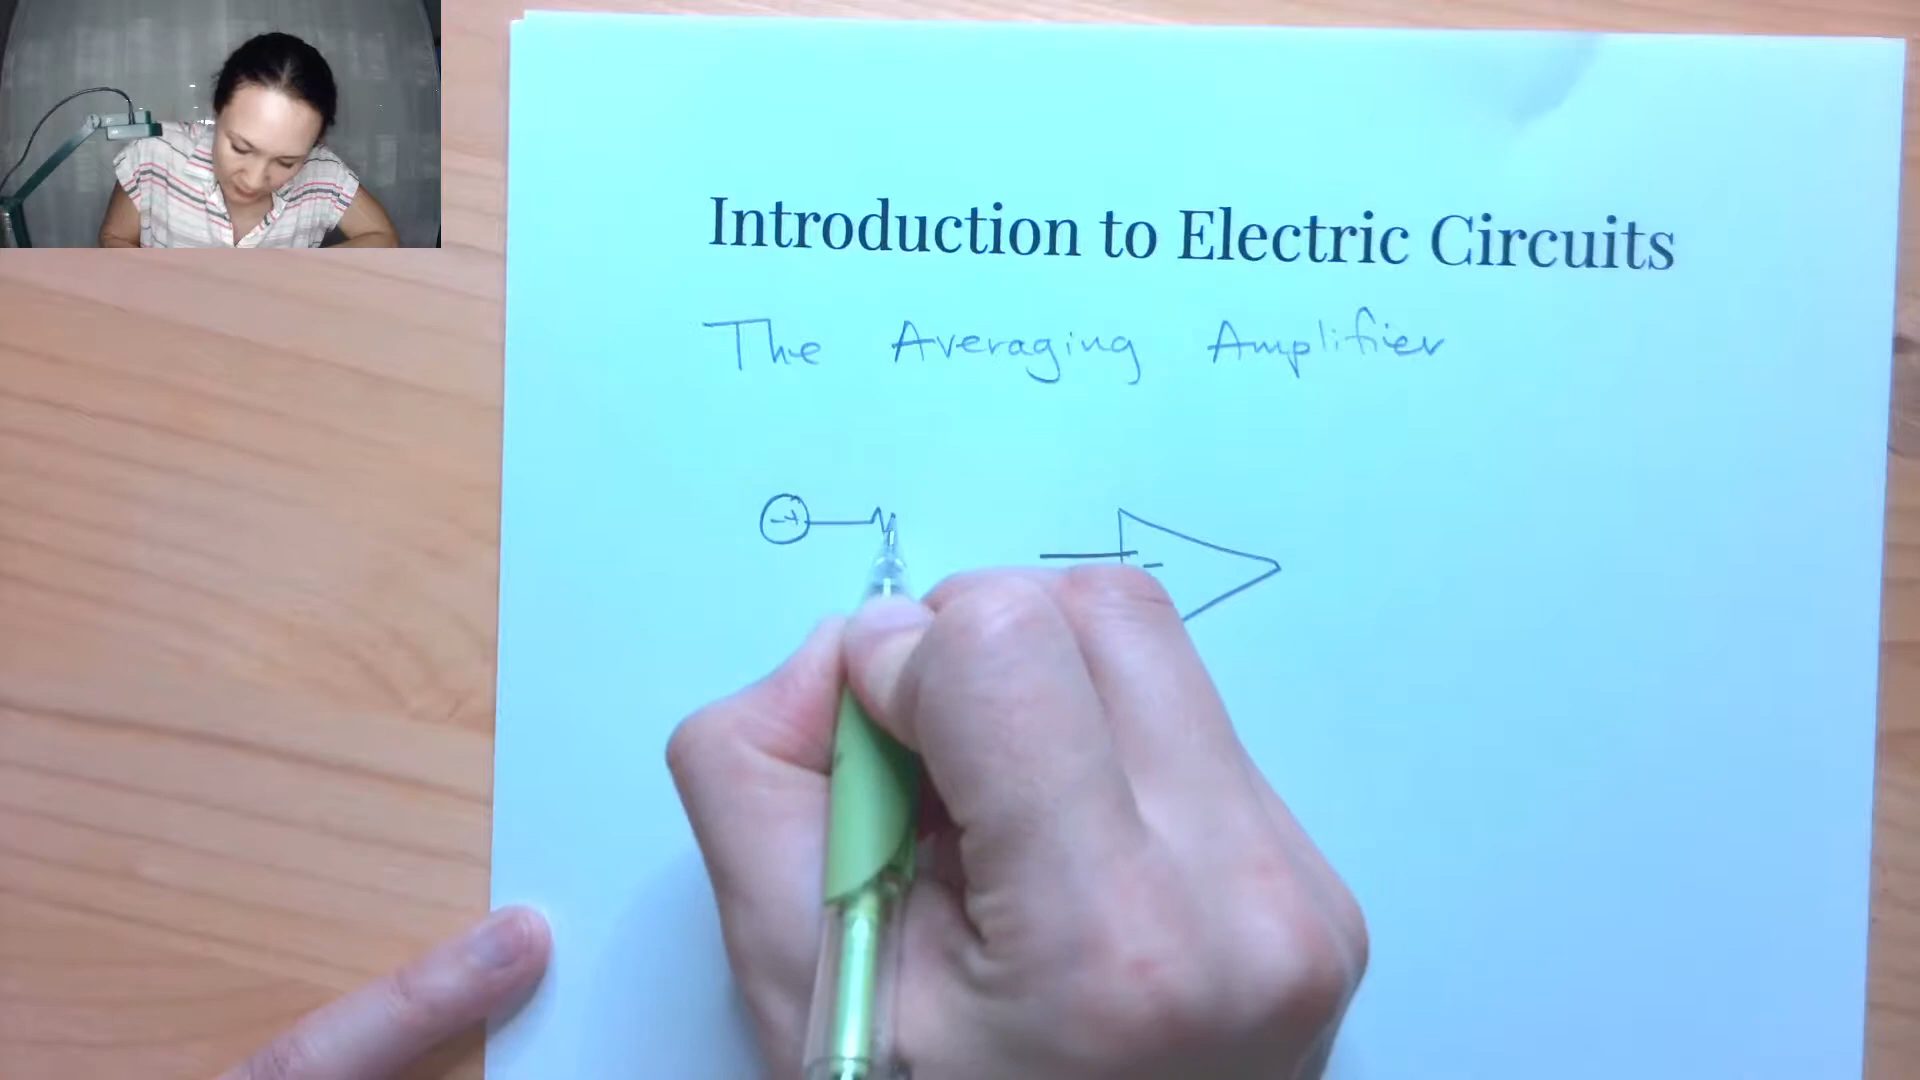 Introduction to Electric Circuits
The Averaging Amplifier
- +
-